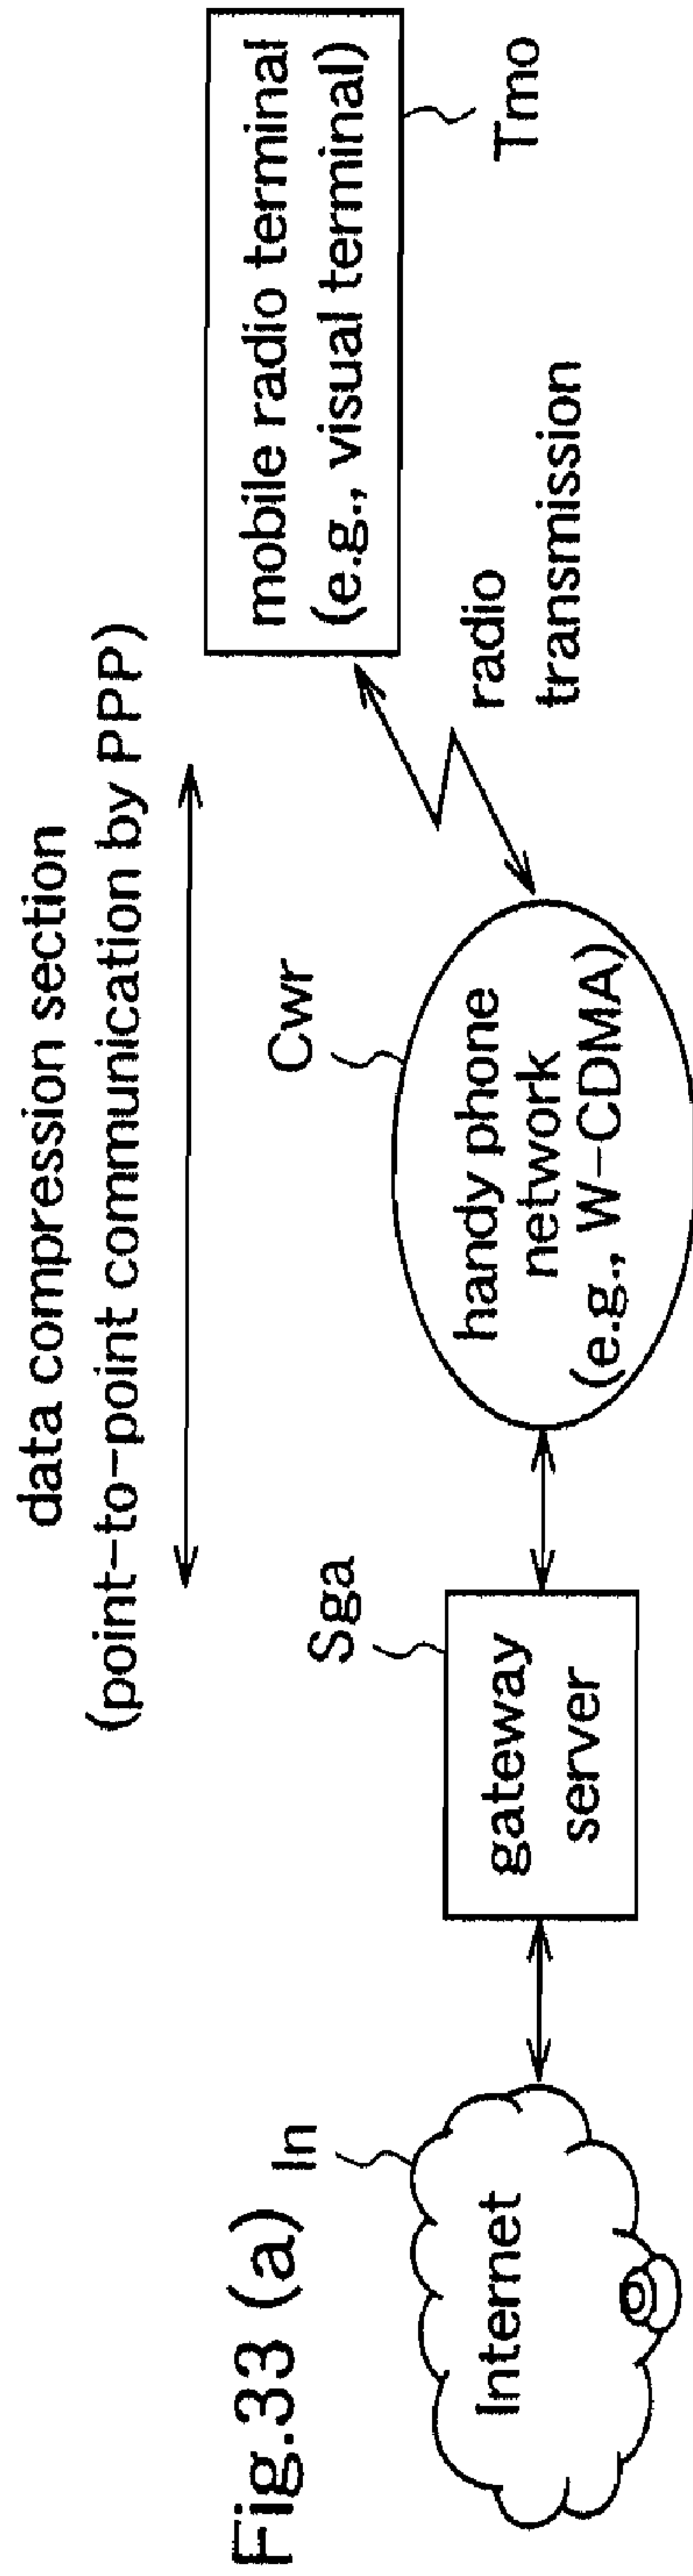 Fig.33 (a)
data compression section
(point-to-point communication by PPP)
In
Internet
Sga
gateway
server
Cwr
handy phone
network
(e.g., W-CDMA)
radio
transmission
mobile radio terminal
(e.g., visual terminal)
Tmo